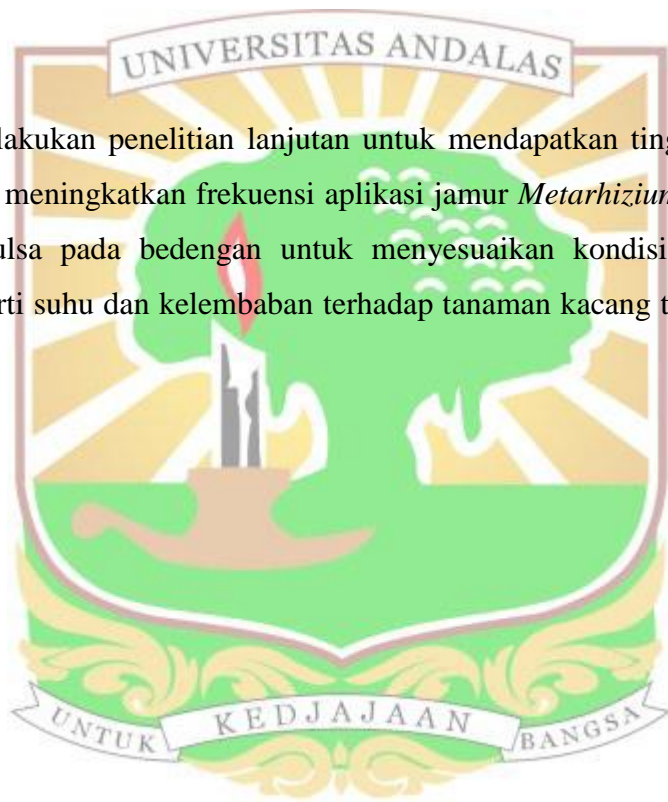 UNIVERSITAS ANDALAS
lakukan penelitian lanjutan untuk mendapatkan ting
meningkatkan frekuensi aplikasi jamur Metarhizium
ulsa pada bedengan untuk menyesuaikan kondisi
rti suhu dan kelembaban terhadap tanaman kacang t
UNTUK KEDJAJAAN BANGSA